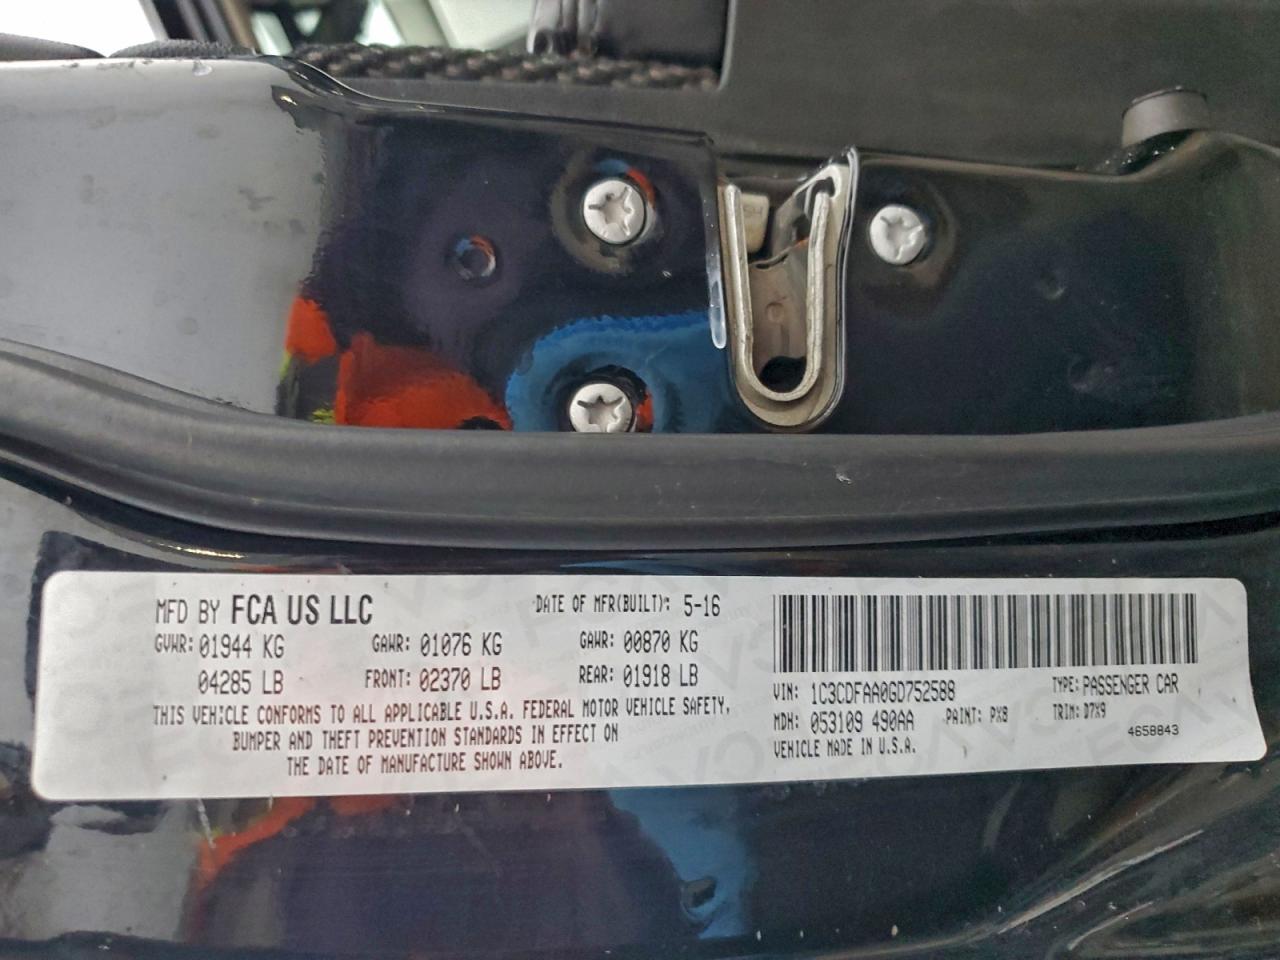 MFD BY FCA US LLC DATE OF MFR(BUILT): 5-16
GVWR: 01944 KG GAWR: 01076 KG GAWR: 00870 KG
04285 LB FRONT: 02370 LB REAR: 01918 LB
THIS VEHICLE CONFORMS TO ALL APPLICABLE U.S.A. FEDERAL MOTOR VEHICLE SAFETY,
BUMPER AND THEFT PREVENTION STANDARDS IN EFFECT ON
THE DATE OF MANUFACTURE SHOWN ABOVE.
VIN: 1C3CDFAA0GD752588 TYPE: PASSENGER CAR
MDH: 053109 490AA PAINT: PX8 TRIM: D7X9
VEHICLE MADE IN U.S.A. 4658843